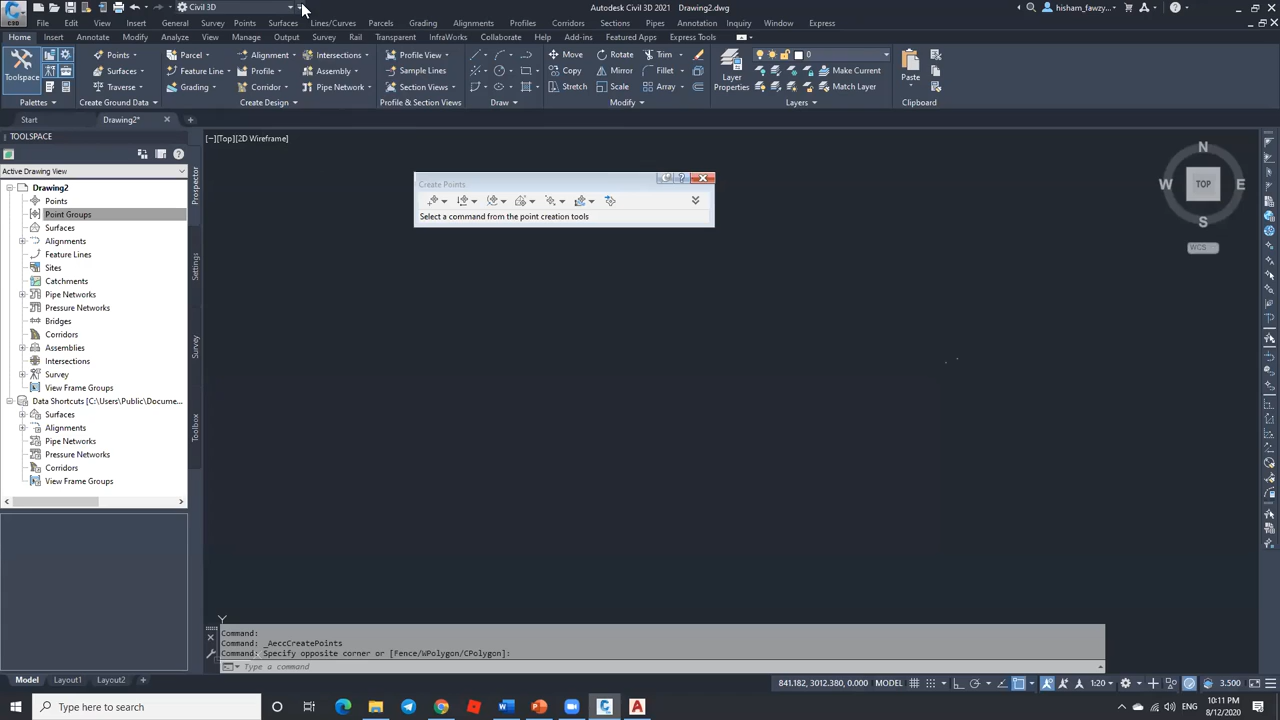 C3D
Civil 3D
Autodesk Civil 3D 2021 Drawing2.dwg
hisham_fawzy...
File Edit View Insert General Survey Points Surfaces Lines/Curves Parcels Grading Alignments Profiles Corridors Sections Pipes Annotation Inquiry Window Express
Home Insert Annotate Modify Analyze View Manage Output Survey Rail Transparent InfraWorks Collaborate Help Add-ins Featured Apps Express Tools
Toolspace
Points Parcel Alignment Intersections Profile View Move Rotate Trim 0
Surfaces Feature Line Profile Assembly Sample Lines Copy Mirror Fillet Make Current
Traverse Grading Corridor Pipe Network Section Views Stretch Scale Array Layer Properties Match Layer Paste
Palettes Create Ground Data Create Design Profile & Section Views Draw Modify Layers Clipboard
Start Drawing2*
TOOLSPACE
[−][Top][2D Wireframe]
Active Drawing View
Drawing2
Points
Point Groups
Surfaces
Alignments
Feature Lines
Sites
Catchments
Pipe Networks
Pressure Networks
Bridges
Corridors
Assemblies
Intersections
Survey
View Frame Groups
Data Shortcuts [C:\Users\Public\Docume...
Surfaces
Alignments
Pipe Networks
Pressure Networks
Corridors
View Frame Groups
Prospector
Settings
Survey
Toolbox
Create Points
Select a command from the point creation tools
N
W TOP E
S
WCS
Y
Command:
Command: _AeccCreatePoints
Command: Specify opposite corner or [Fence/WPolygon/CPolygon]:
Type a command
Model Layout1 Layout2
841.182, 3012.380, 0.000 MODEL 1:20 3.500
Type here to search
ENG
10:11 PM
8/12/2020